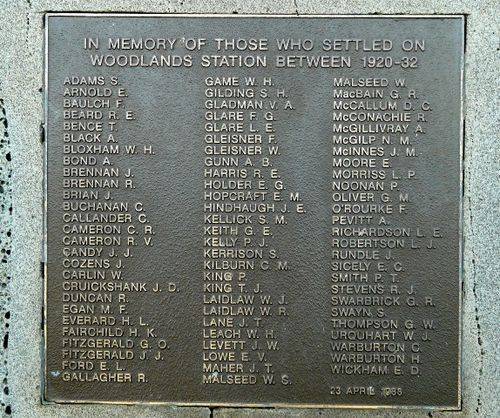 IN MEMORY OF THOSE WHO SETTLED ON
WOODLANDS STATION BETWEEN 1920-32
ADAMS S.
ARNOLD E.
BAULCH F.
BEARD R. E.
BENCE T.
BLACK A.
BLOXHAM W. H.
BOND A.
BRENNAN J.
BRENNAN R.
BRIAN J.
BUCHANAN C.
CALLANDER C.
CAMERON C. R.
CAMERON R. V.
CANDY J. J.
COZENS J.
CARLIN W.
CRUICKSHANK J. D.
DUNCAN R.
EGAN M. F.
EVERARD H. L.
FAIRCHILD H. K.
FITZGERALD G. O.
FITZGERALD J. J.
FORD E. L.
GALLAGHER R.
GAME W. H.
GILDING S. H.
GLADMAN V. A.
GLARE F. G.
GLARE L. E.
GLEISNER F.
GLEISNER W.
GUNN A. B.
HARRIS R. E.
HOLDER E. G.
HOPCRAFT E. M.
HINDHAUGH J. E.
KELLICK S. M.
KEITH G. E.
KELLY P. J.
KERRISON S.
KILBURN C. M.
KING P.
KING T. J.
LAIDLAW W. J.
LAIDLAW W. R.
LANE J. T.
LEACH W. H.
LEVETT J. W.
LOWE E. V.
MAHER J. T.
MALSEED W. S.
MALSEED W.
MacBAIN G. R.
McCALLUM D. C.
McCONACHIE R.
McGILLIVRAY A.
McGILP N. M.
McINNES J. M.
MOORE E.
MORRISS L. P.
NOONAN P.
OLIVER G. M.
O'ROURKE F.
PEVITT A.
RICHARDSON L. E.
ROBERTSON L. J.
RUNDLE J.
SICELY E. C.
SMITH P. T.
STEVENS R. J.
SWARBRICK G. R.
SWAYN S.
THOMPSON G. W.
URQUHART W. J.
WARBURTON C.
WARBURTON H.
WICKHAM E. D.
23 APRIL 1988